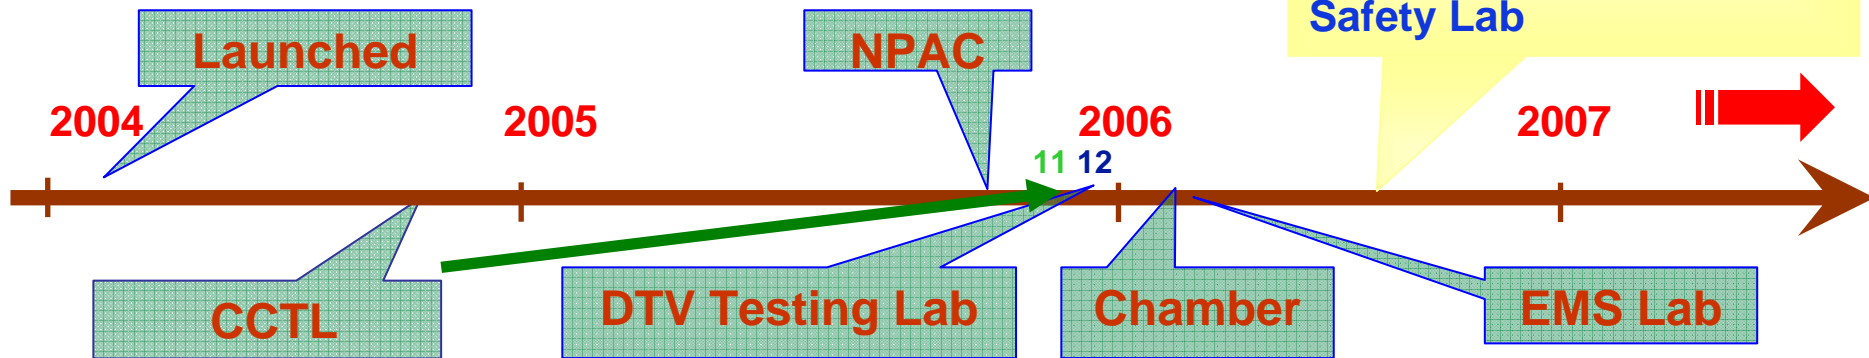 Safety Lab
Launched
NPAC
2004
2005
2006
2007
11 12
CCTL
DTV Testing Lab
Chamber
EMS Lab